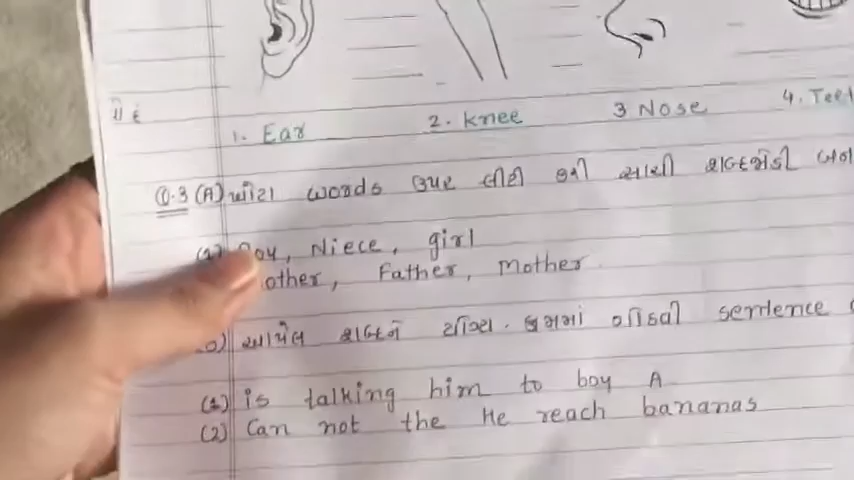 1. Ear 2. Knee 3 Nose 4. Teet
Q.3 (A) ખોટા words ઉપર લીટી કરી સાચી શબ્દજોડી બના
Boy, Niece, girl
other, Father, Mother
આપેલ શબ્દને યોગ્ય ક્રમમાં ગોઠવી sentence
(1) is talking him to boy A
(2) Can not the He reach bananas